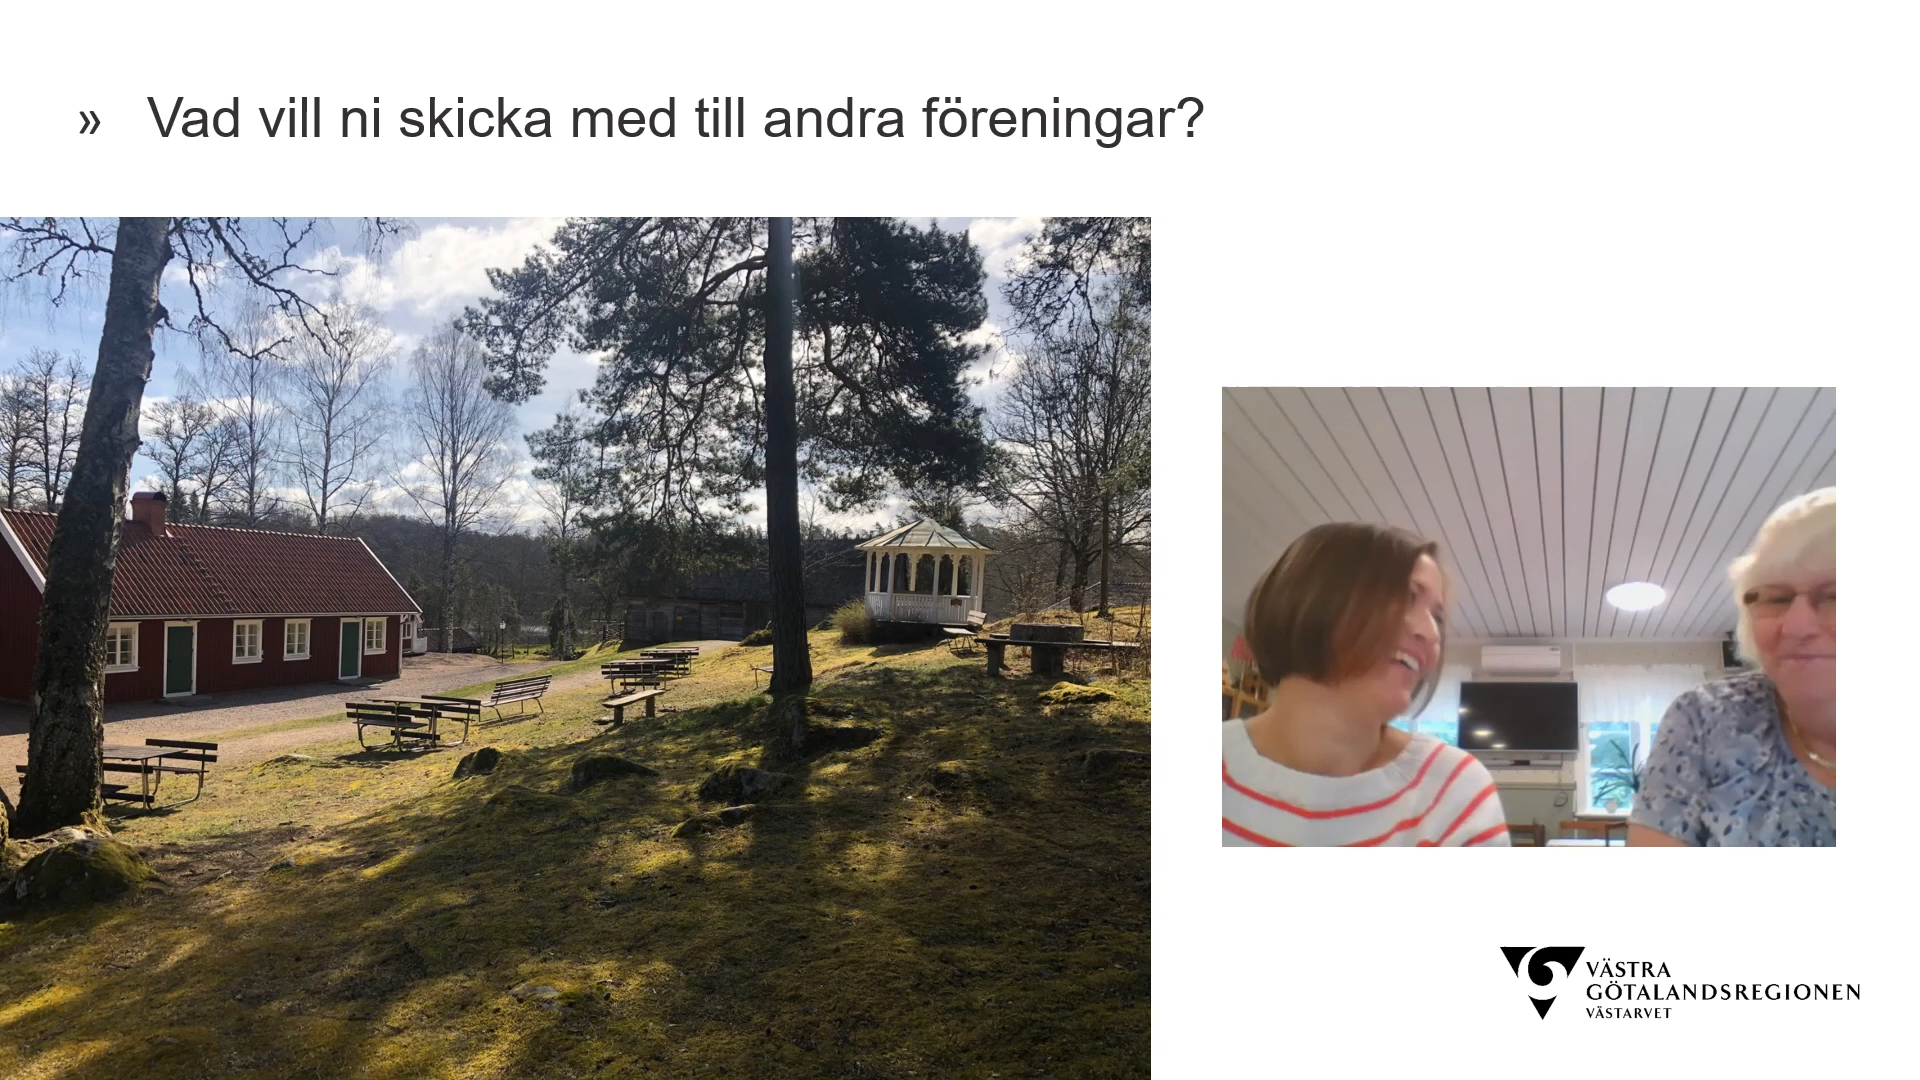 » Vad vill ni skicka med till andra föreningar?
VÄSTRA
GÖTALANDSREGIONEN
VÄSTARVET